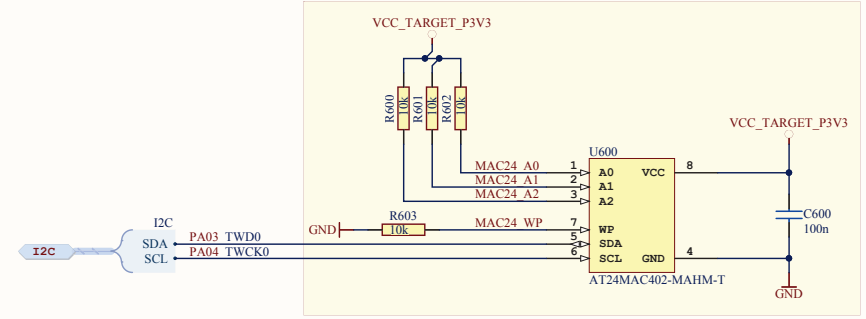 VCC_TARGET_P3V3
R600
10k
R601
10k
R602
10k
VCC_TARGET_P3V3
U600
MAC24_A0
1
A0
VCC
8
MAC24_A1
2
A1
MAC24_A2
3
A2
R603
GND
10k
MAC24_WP
7
WP
C600
100n
I2C
I2C
SDA
PA03 TWD0
5
SDA
SCL
PA04 TWCK0
6
SCL
GND
4
AT24MAC402-MAHM-T
GND